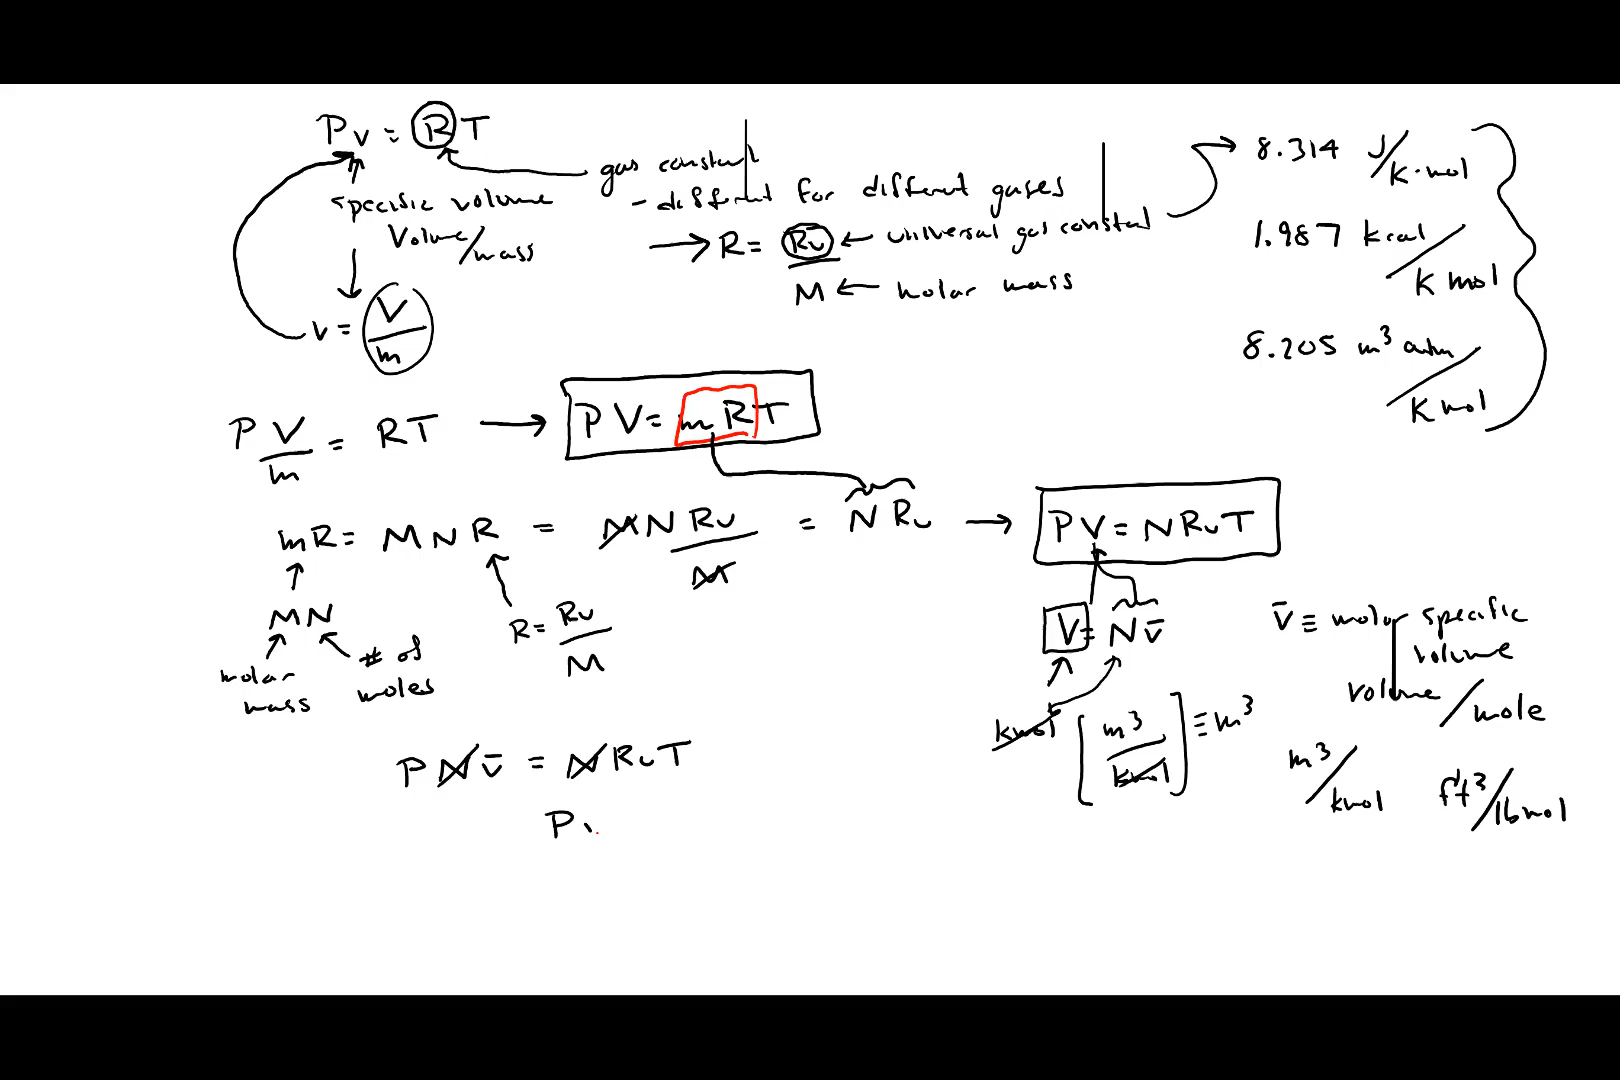 Pv = RT
gas constant
- different for different gases
specific volume
Volume/mass
R = Ru/M
← universal gas constant
← molar mass
8.314 J/K·mol
1.987 kcal/K mol
8.205 m³ atm/K mol
v = V/m
P V/m = RT → PV = mRT
mR = MNR = MN Ru/M = NRu → PV = NRuT
MN
molar mass
# of moles
R = Ru/M
V = N v̄
v̄ ≡ molar specific volume
volume/mole
kmol [m³/kmol] ≡ m³
m³/kmol
ft³/lbmol
PNv̄ = NRuT
P